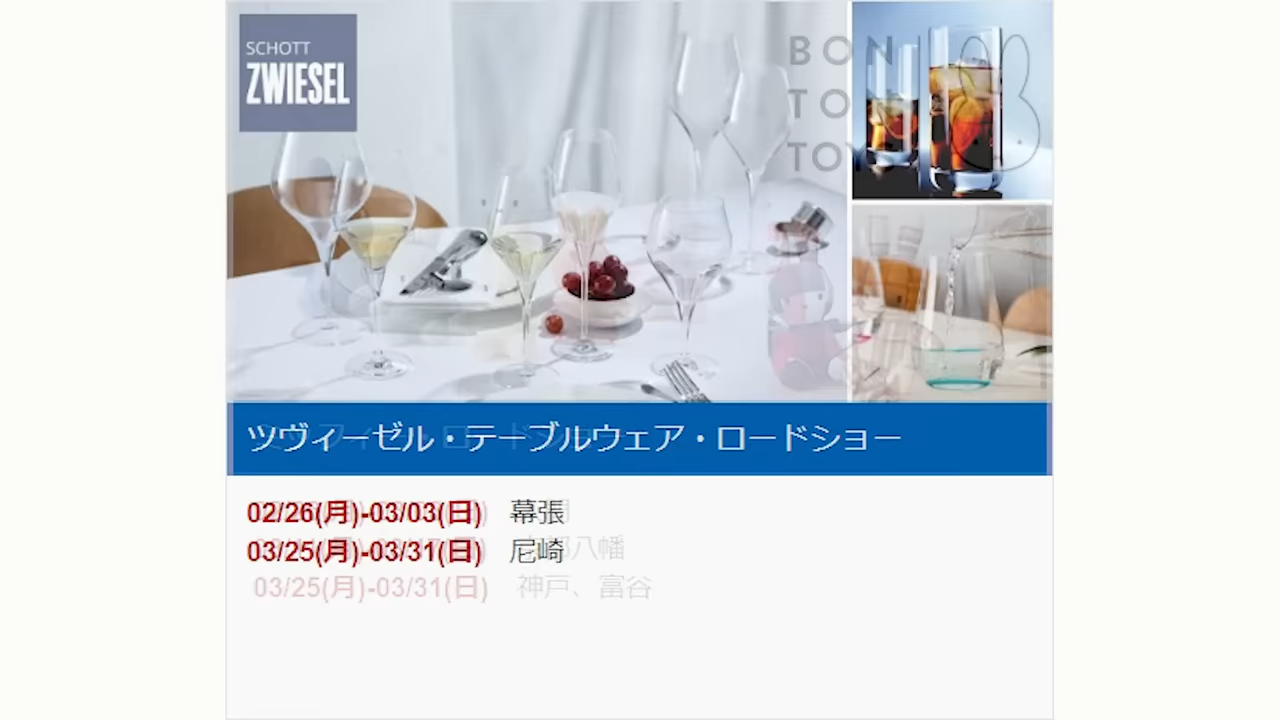 SCHOTT
ZWIESEL
BON
TO
TOY
ツヴィーゼル・テーブルウェア・ロードショー
02/26(月)-03/03(日) 幕張
03/25(月)-03/31(日) 尼崎
03/25(月)-03/31(日) 神戸、富谷